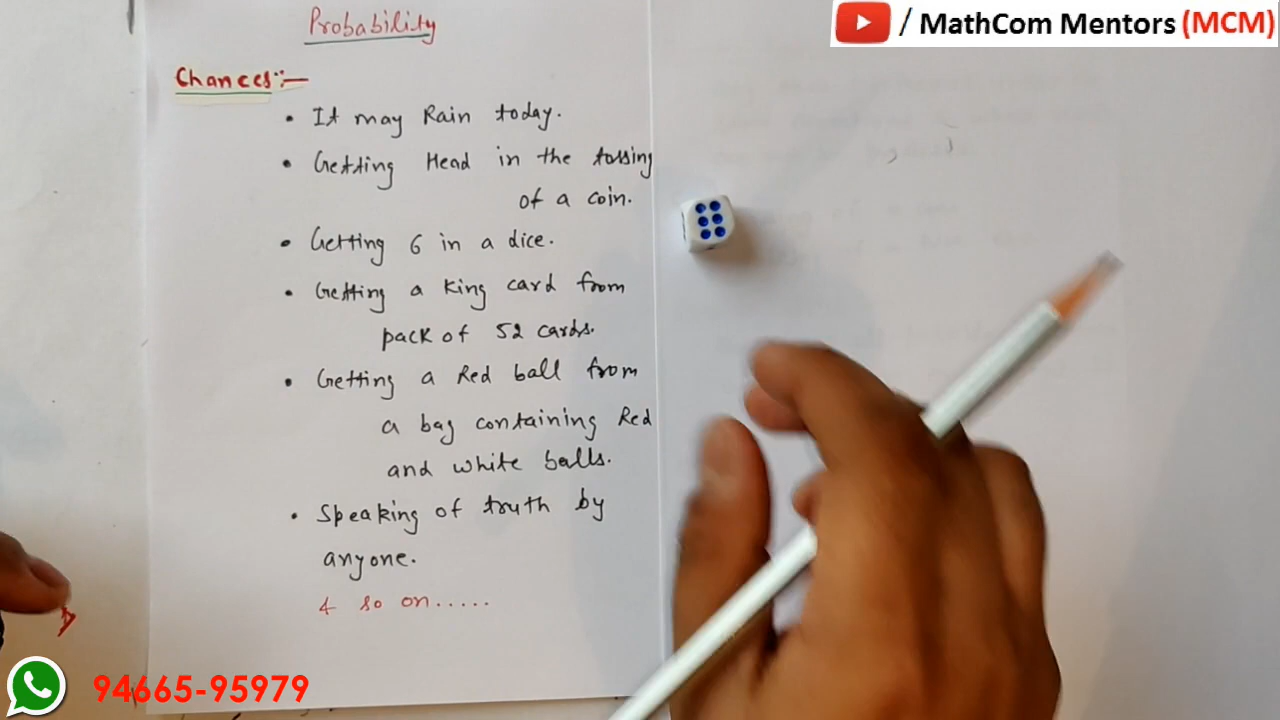 / MathCom Mentors (MCM)
Probability
Chances:-
• It may Rain today.
• Getting Head in the tossing
of a coin.
• Getting 6 in a dice.
• Getting a King card from
pack of 52 cards.
• Getting a Red ball from
a bag containing Red
and white balls.
• Speaking of truth by
anyone.
& so on.....
94665-95979